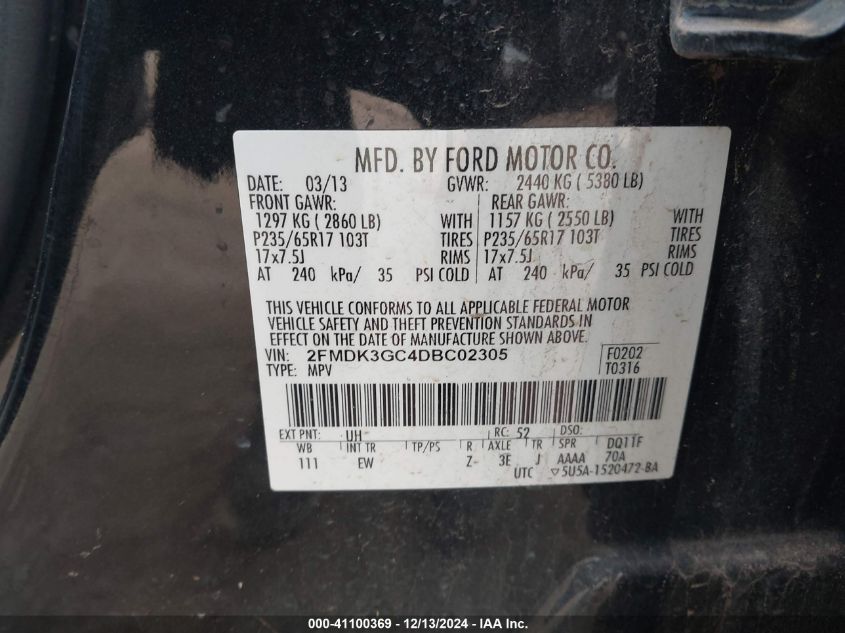 MFD. BY FORD MOTOR CO.
DATE: 03/13 GVWR: 2440 KG ( 5380 LB)
FRONT GAWR: REAR GAWR:
1297 KG ( 2860 LB) WITH 1157 KG ( 2550 LB) WITH
P235/65R17 103T TIRES P235/65R17 103T TIRES
17x7.5J RIMS 17x7.5J RIMS
AT 240 kPa/ 35 PSI COLD AT 240 kPa/ 35 PSI COLD
THIS VEHICLE CONFORMS TO ALL APPLICABLE FEDERAL MOTOR
VEHICLE SAFETY AND THEFT PREVENTION STANDARDS IN
EFFECT ON THE DATE OF MANUFACTURE SHOWN ABOVE.
VIN: 2FMDK3GC4DBC02305 F0202
TYPE: MPV T0316
EXT PNT: UH RC: 52 DSO:
WB INT TR TP/PS R AXLE TR SPR DQ11F
111 EW Z 3E J AAAA 70A
UTC ▽5U5A-1520472-BA
000-41100369 - 12/13/2024 - IAA Inc.